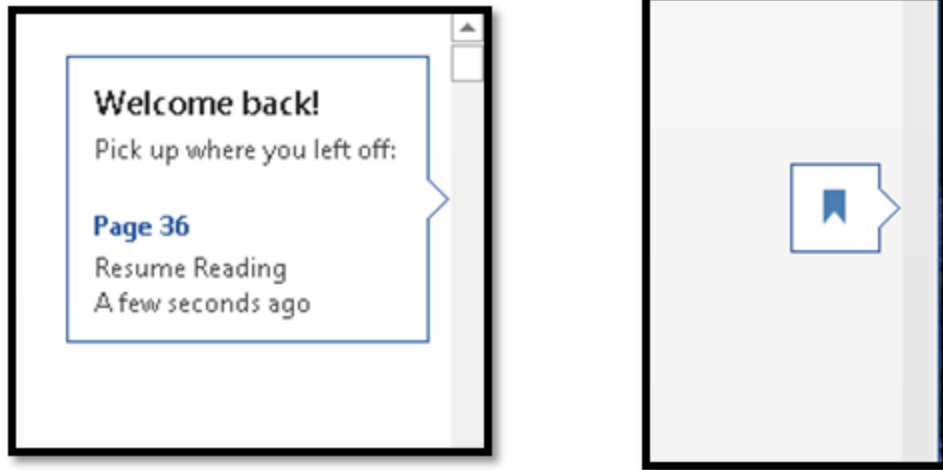 Welcome back!
Pick up where you left off:
Page 36
Resume Reading
A few seconds ago